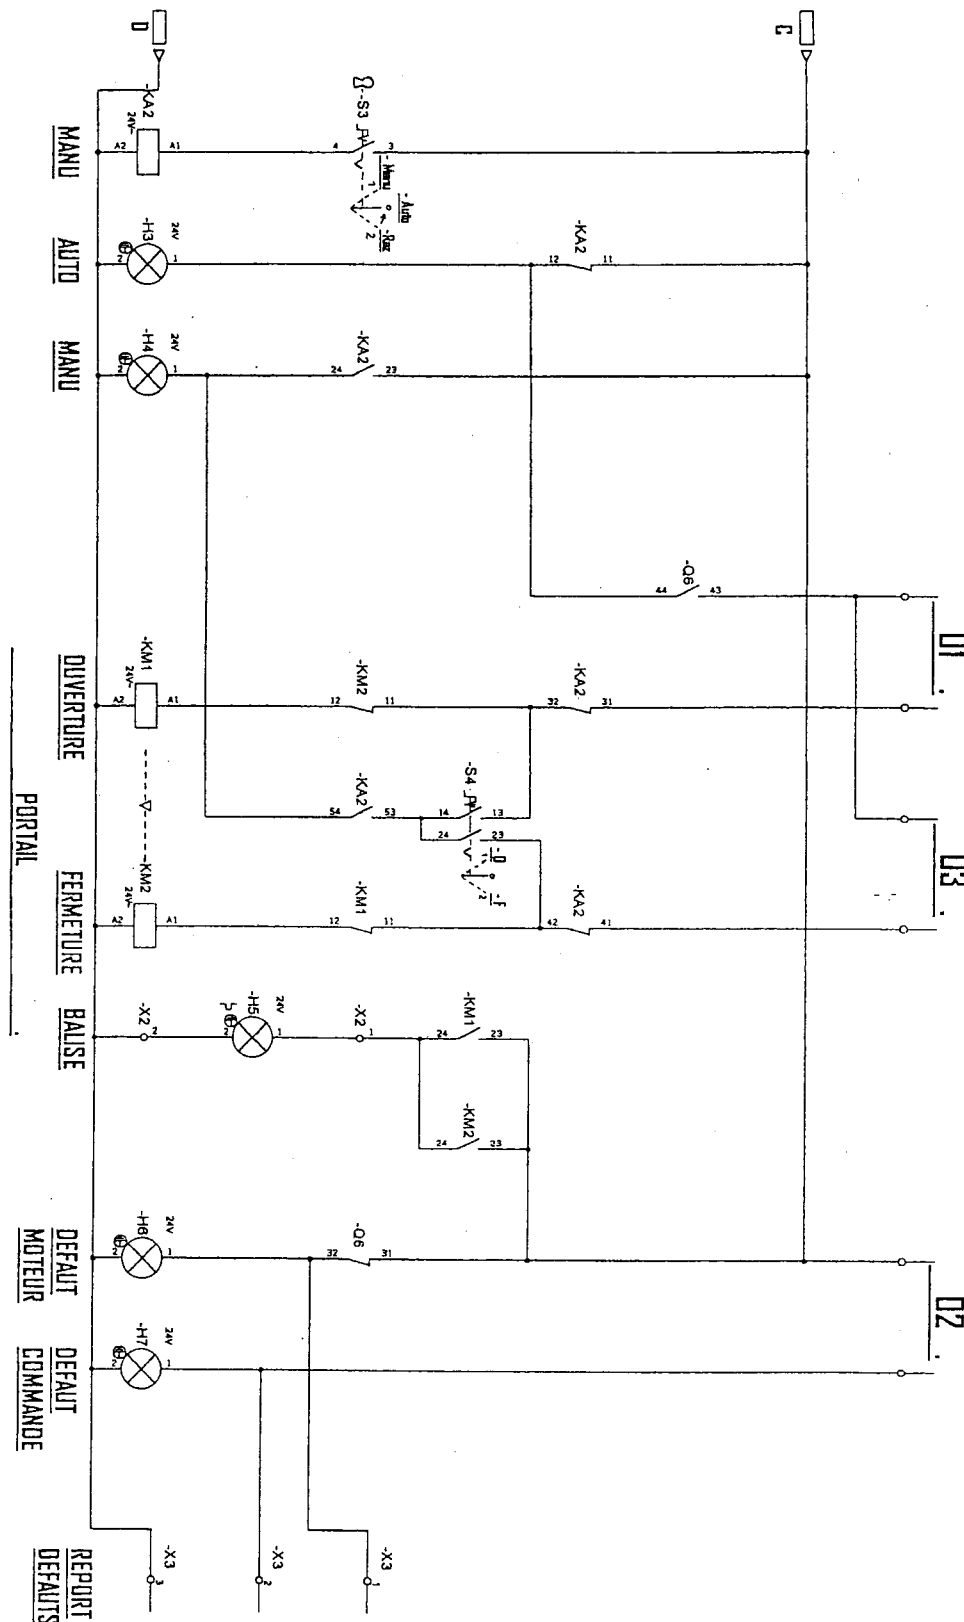 D
C
-KA2
24V~
A2
A1
-S3
4
3
-Manu
-Auto
-Raz
1
2
MANU
-H3
24V
2
1
-KA2
12
11
AUTO
-H4
24V
2
1
-KA2
24
23
MANU
-Q6
44
43
01
-KM1
24V~
A2
A1
-KM2
12
11
-KA2
32
31
OUVERTURE
-KA2
54
53
-S4
14
13
24
23
-O
-F
2
03
-KM2
24V~
A2
A1
-KM1
12
11
-KA2
42
41
FERMETURE
PORTAIL
-X2
2
-H5
24V
2
1
-X2
1
-KM1
24
23
BALISE
-KM2
24
23
-H6
24V
2
1
-Q6
32
31
DEFAUT
MOTEUR
02
-H7
24V
2
1
DEFAUT
COMMANDE
-X3
3
-X3
2
-X3
1
REPORT
DEFAUTS